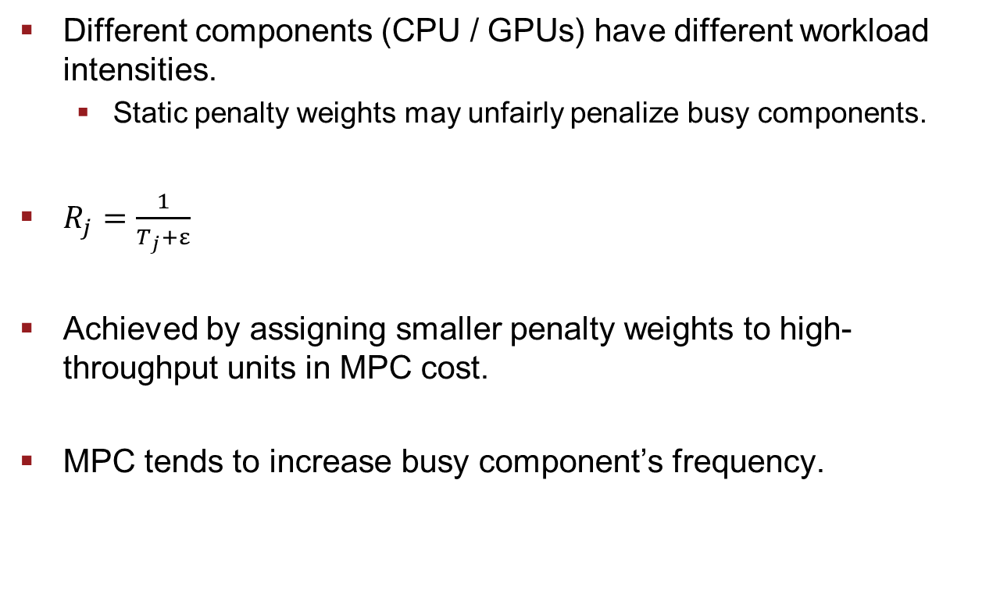 ▪ Different components (CPU / GPUs) have different workload
intensities.
▪ Static penalty weights may unfairly penalize busy components.
▪ R_j = 1/(T_j+ε)
▪ Achieved by assigning smaller penalty weights to high-
throughput units in MPC cost.
▪ MPC tends to increase busy component’s frequency.